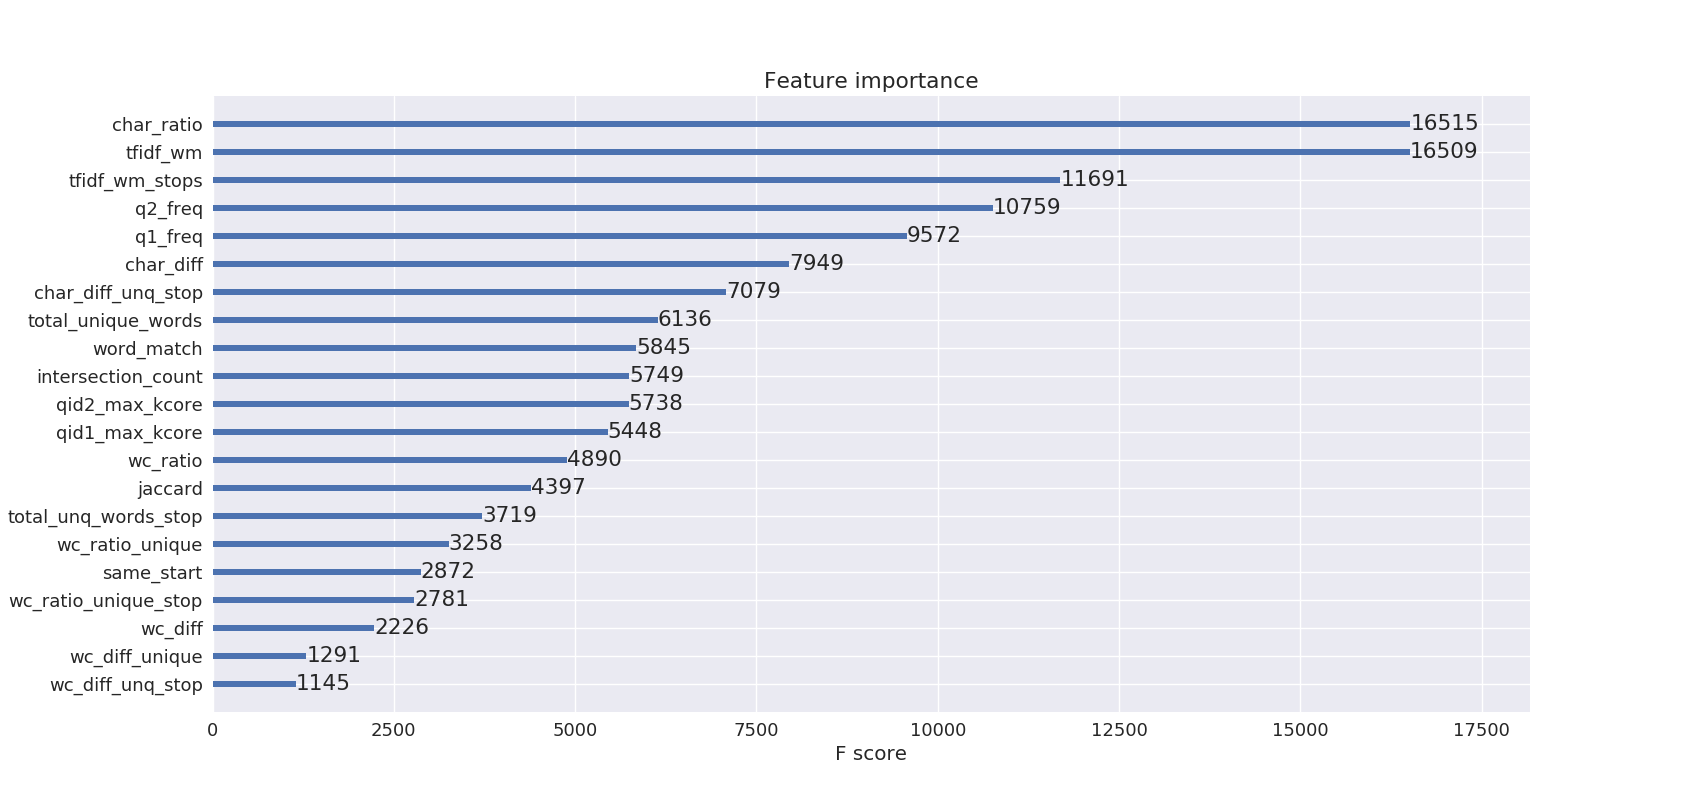 Feature importance
char_ratio 16515
tfidf_wm 16509
tfidf_wm_stops 11691
q2_freq 10759
q1_freq 9572
char_diff 7949
char_diff_unq_stop 7079
total_unique_words 6136
word_match 5845
intersection_count 5749
qid2_max_kcore 5738
qid1_max_kcore 5448
wc_ratio 4890
jaccard 4397
total_unq_words_stop 3719
wc_ratio_unique 3258
same_start 2872
wc_ratio_unique_stop 2781
wc_diff 2226
wc_diff_unique 1291
wc_diff_unq_stop 1145
0 2500 5000 7500 10000 12500 15000 17500
F score